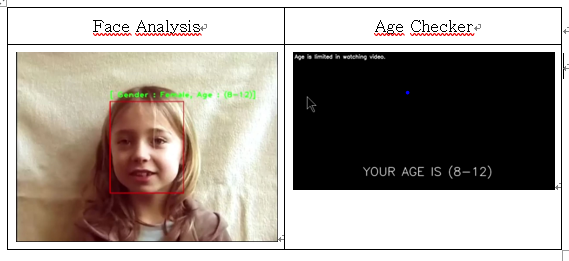 Face Analysis
Age Checker
[ Gender : Female, Age : (8-12)]
Age is limited in watching video.
YOUR AGE IS (8-12)